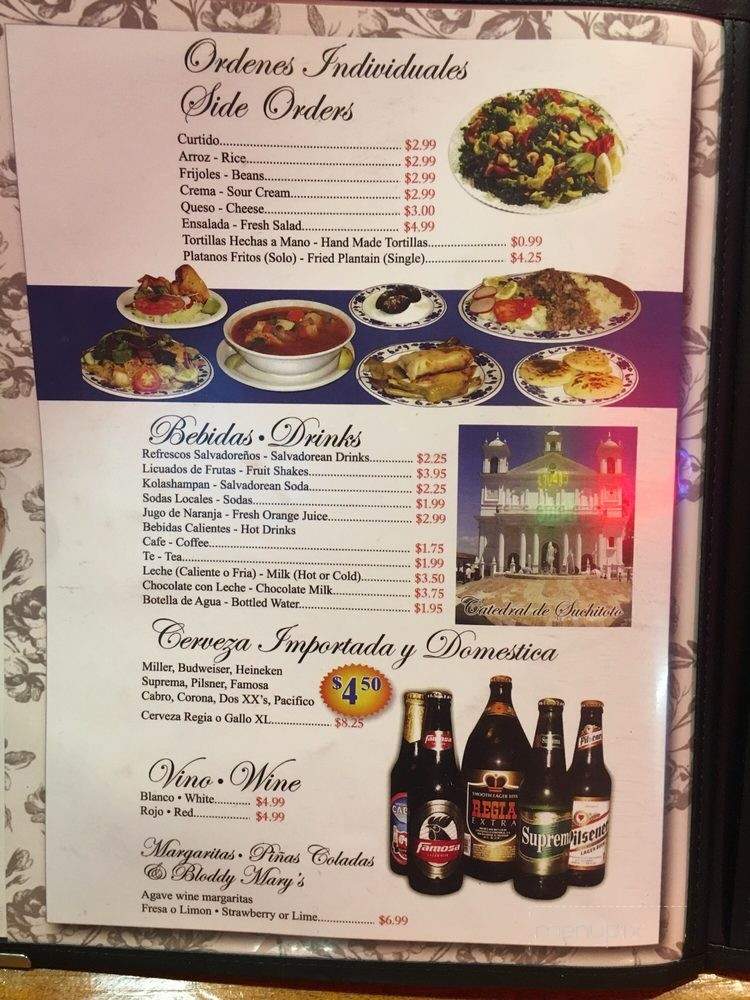 Ordenes Individuales
Side Orders
Curtido.......................................................... $2.99
Arroz - Rice.................................................. $2.99
Frijoles - Beans............................................ $2.99
Crema - Sour Cream................................... $2.99
Queso - Cheese............................................ $3.00
Ensalada - Fresh Salad................................ $4.99
Tortillas Hechas a Mano - Hand Made Tortillas....................... $0.99
Platanos Fritos (Solo) - Fried Plantain (Single)........................ $4.25
Bebidas • Drinks
Refrescos Salvadoreños - Salvadorean Drinks............. $2.25
Licuados de Frutas - Fruit Shakes............................... $3.95
Kolashampan - Salvadorean Soda............................... $2.25
Sodas Locales - Sodas................................................. $1.99
Jugo de Naranja - Fresh Orange Juice......................... $2.99
Bebidas Calientes - Hot Drinks
Cafe - Coffee............................................................... $1.75
Te - Tea........................................................................ $1.99
Leche (Caliente o Fria) - Milk (Hot or Cold)............... $3.50
Chocolate con Leche - Chocolate Milk........................ $3.75
Botella de Agua - Bottled Water.................................. $1.95
Catedral de Suchitoto
Cerveza Importada y Domestica
Miller, Budweiser, Heineken
Suprema, Pilsner, Famosa
Cabro, Corona, Dos XX's, Pacifico
$4.50
Cerveza Regia o Gallo XL.................... $8.25
Vino • Wine
Blanco • White............ $4.99
Rojo • Red................... $4.99
Famosa
famosa
SMOOTH LAGER BEER
REGIA
EXTRA
Suprema
Pilsener
LAGER BEER
Margaritas • Piñas Coladas
& Bloddy Mary's
Agave wine margaritas
Fresa o Limon • Strawberry or Lime................... $6.99
menupix